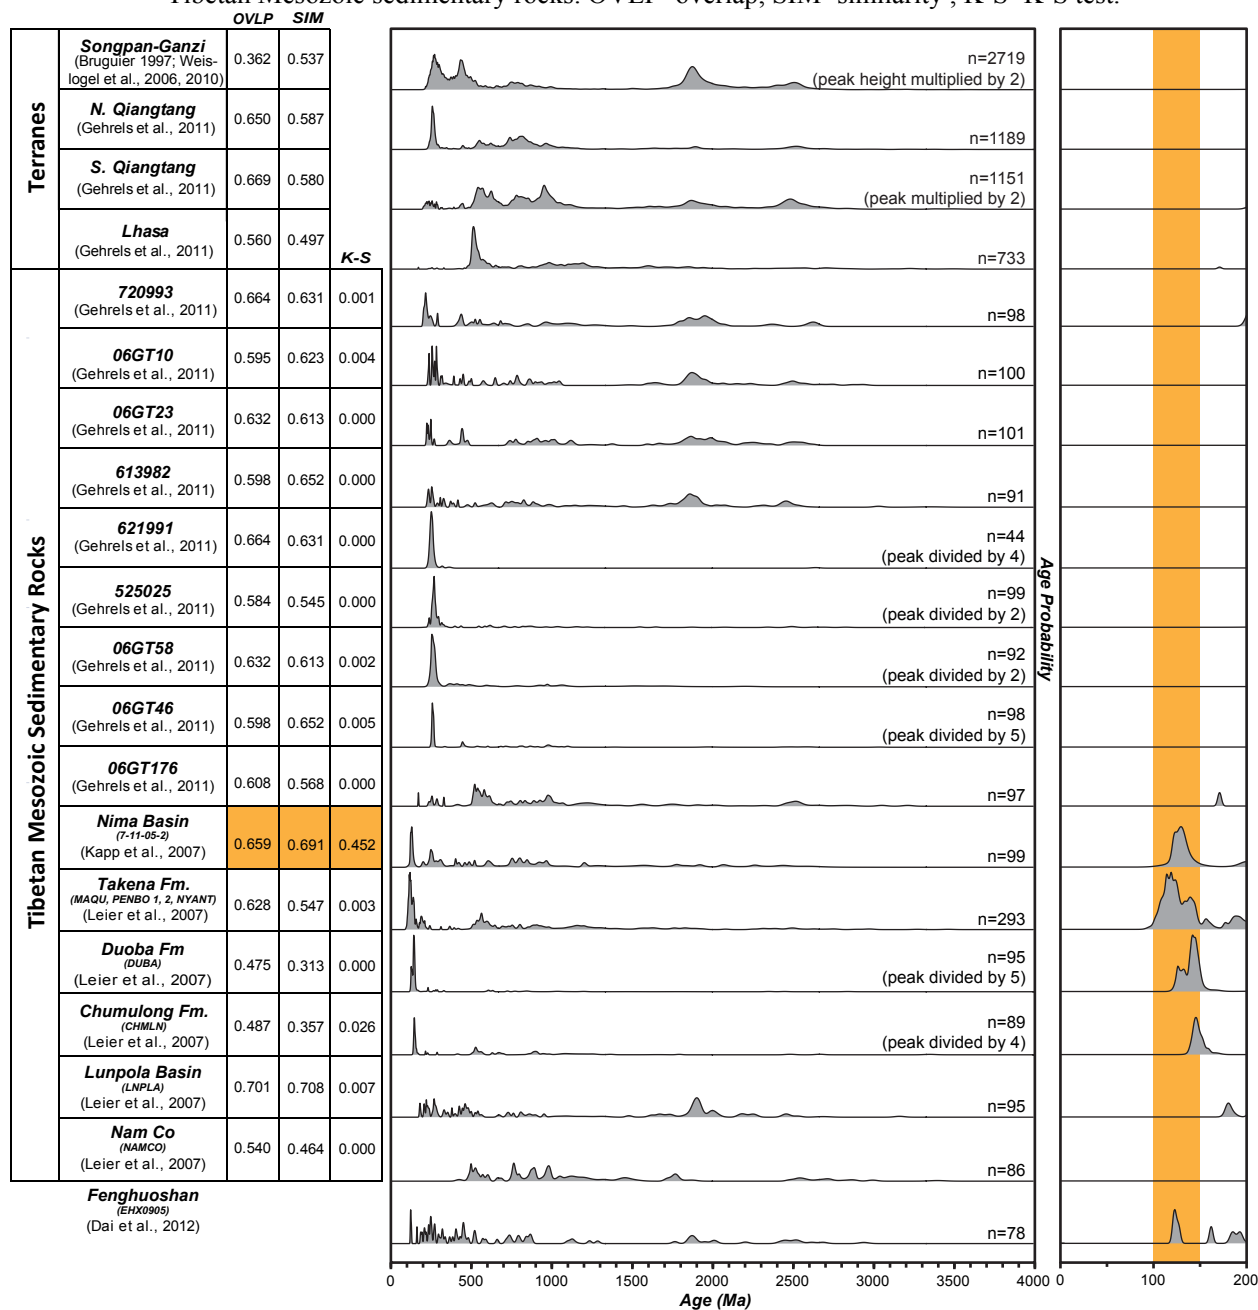 Tibetan Mesozoic sedimentary rocks. OVLP=overlap; SIM=similarity ; K-S=K-S test.
OVLP SIM
Terranes
Songpan-Ganzi
(Bruguier 1997; Weis-
logel et al., 2006, 2010)
0.362 0.537
n=2719
(peak height multiplied by 2)
N. Qiangtang
(Gehrels et al., 2011)
0.650 0.587
n=1189
S. Qiangtang
(Gehrels et al., 2011)
0.669 0.580
n=1151
(peak multiplied by 2)
Lhasa
(Gehrels et al., 2011)
0.560 0.497
n=733
K-S
Tibetan Mesozoic Sedimentary Rocks
720993
(Gehrels et al., 2011)
0.664 0.631 0.001
n=98
06GT10
(Gehrels et al., 2011)
0.595 0.623 0.004
n=100
06GT23
(Gehrels et al., 2011)
0.632 0.613 0.000
n=101
613982
(Gehrels et al., 2011)
0.598 0.652 0.000
n=91
621991
(Gehrels et al., 2011)
0.664 0.631 0.000
n=44
(peak divided by 4)
525025
(Gehrels et al., 2011)
0.584 0.545 0.000
n=99
(peak divided by 2)
06GT58
(Gehrels et al., 2011)
0.632 0.613 0.002
n=92
(peak divided by 2)
06GT46
(Gehrels et al., 2011)
0.598 0.652 0.005
n=98
(peak divided by 5)
06GT176
(Gehrels et al., 2011)
0.608 0.568 0.000
n=97
Nima Basin
(7-11-05-2)
(Kapp et al., 2007)
0.659 0.691 0.452
n=99
Takena Fm.
(MAQU, PENBO 1, 2, NYANT)
(Leier et al., 2007)
0.628 0.547 0.003
n=293
Duoba Fm
(DUBA)
(Leier et al., 2007)
0.475 0.313 0.000
n=95
(peak divided by 5)
Chumulong Fm.
(CHMLN)
(Leier et al., 2007)
0.487 0.357 0.026
n=89
(peak divided by 4)
Lunpola Basin
(LNPLA)
(Leier et al., 2007)
0.701 0.708 0.007
n=95
Nam Co
(NAMCO)
(Leier et al., 2007)
0.540 0.464 0.000
n=86
Fenghuoshan
(EHX0905)
(Dai et al., 2012)
n=78
Age Probability
0 500 1000 1500 2000 2500 3000 3500 4000
Age (Ma)
0 100 200